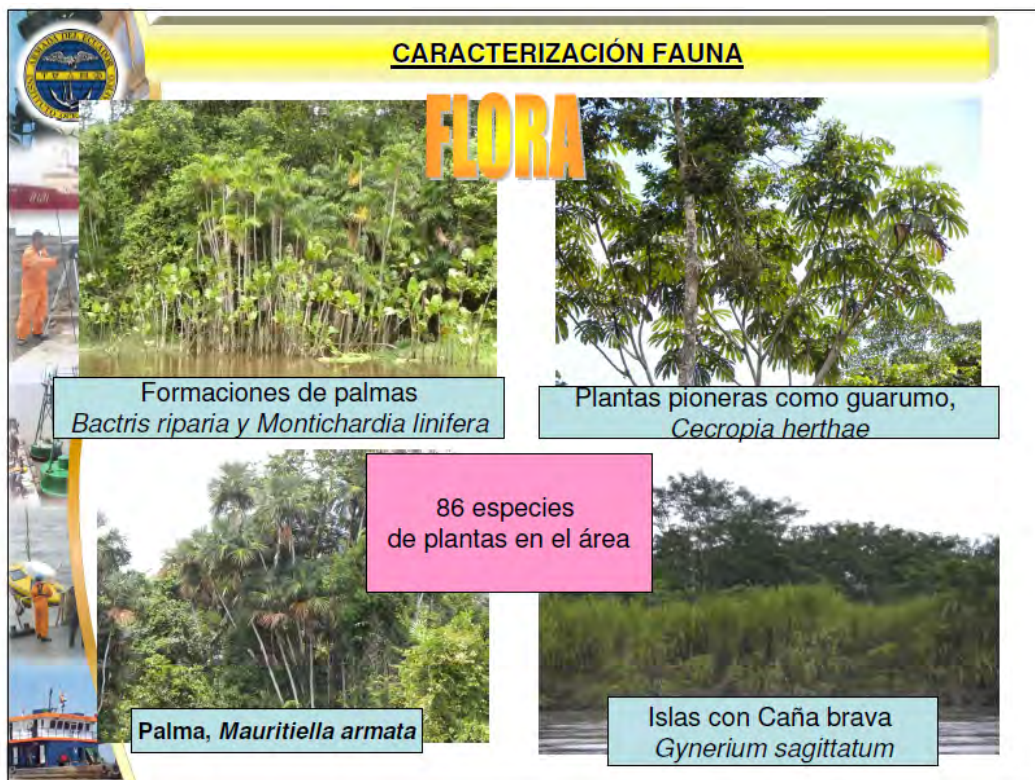 CARACTERIZACIÓN FAUNA
FLORA
Formaciones de palmas
Bactris riparia y Montichardia linifera
Plantas pioneras como guarumo,
Cecropia herthae
86 especies
de plantas en el área
Palma, Mauritiella armata
Islas con Caña brava
Gynerium sagittatum